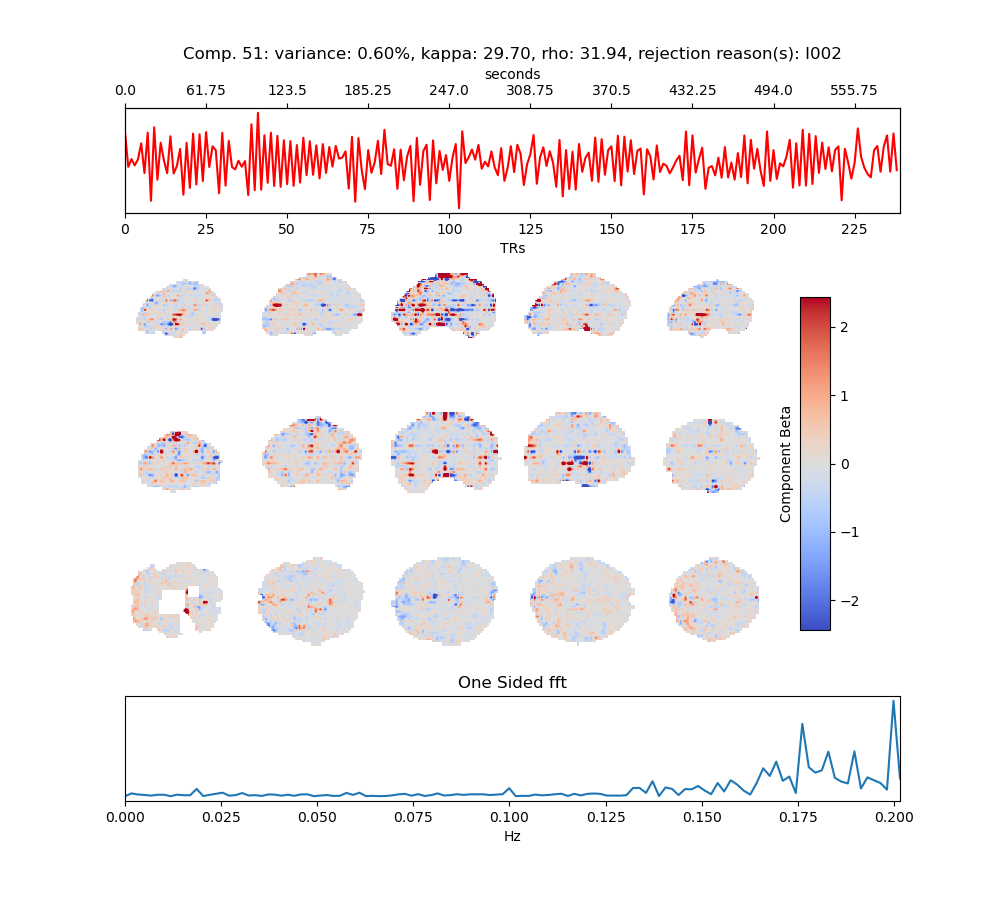 Comp. 51: variance: 0.60%, kappa: 29.70, rho: 31.94, rejection reason(s): I002
seconds
0.0 61.75 123.5 185.25 247.0 308.75 370.5 432.25 494.0 555.75
0 25 50 75 100 125 150 175 200 225
TRs
2
1
0
−1
−2
Component Beta
One Sided fft
0.000 0.025 0.050 0.075 0.100 0.125 0.150 0.175 0.200
Hz